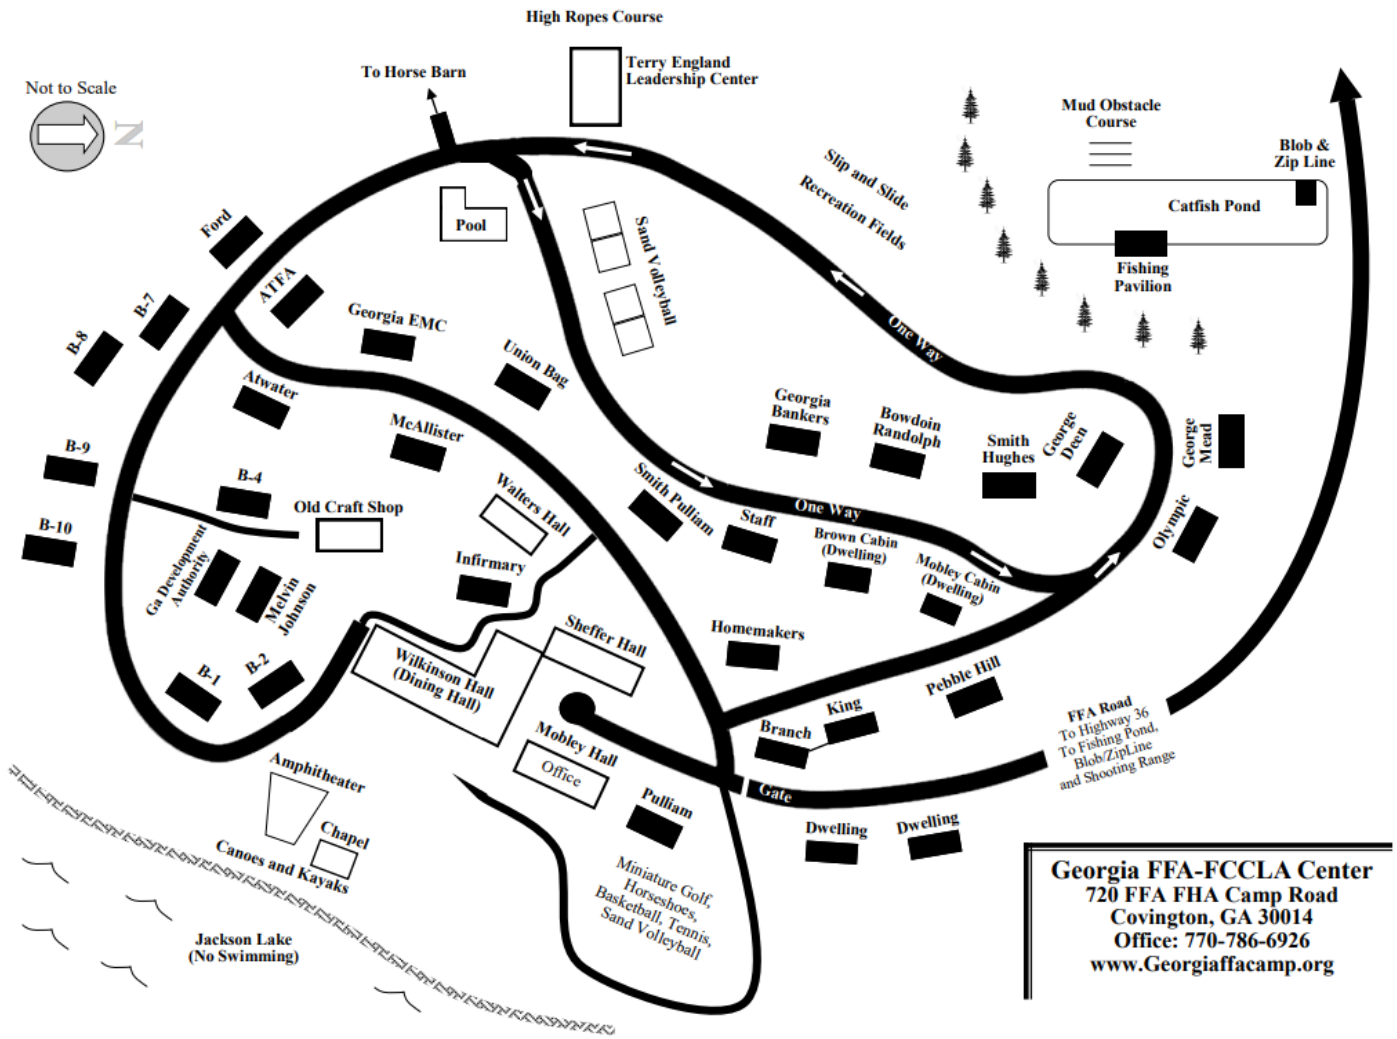 High Ropes Course
Terry England
Leadership Center
To Horse Barn
Not to Scale
N
Mud Obstacle
Course
Blob &
Zip Line
Catfish Pond
Fishing
Pavilion
Slip and Slide
Recreation Fields
Pool
Sand Volleyball
Ford
ATFA
B-7
B-8
Georgia EMC
Union Bag
One Way
Atwater
McAllister
Georgia
Bankers
Bowdoin
Randolph
Smith
Hughes
George
Deen
George
Mead
Olympic
B-9
B-4
B-10
Old Craft Shop
Walters Hall
Smith Pulliam
Staff
One Way
Brown Cabin
(Dwelling)
Mobley Cabin
(Dwelling)
Ga Development
Authority
Melvin
Johnson
Infirmary
Sheffer Hall
Homemakers
B-1
B-2
Wilkinson Hall
(Dining Hall)
Pebble Hill
King
Branch
FFA Road
To Highway 36
To Fishing Pond,
Blob/ZipLine
and Shooting Range
Mobley Hall
Office
Gate
Amphitheater
Pulliam
Dwelling
Dwelling
Chapel
Canoes and Kayaks
Miniature Golf,
Horseshoes,
Basketball, Tennis,
Sand Volleyball
Jackson Lake
(No Swimming)
Georgia FFA-FCCLA Center
720 FFA FHA Camp Road
Covington, GA 30014
Office: 770-786-6926
www.Georgiaffacamp.org